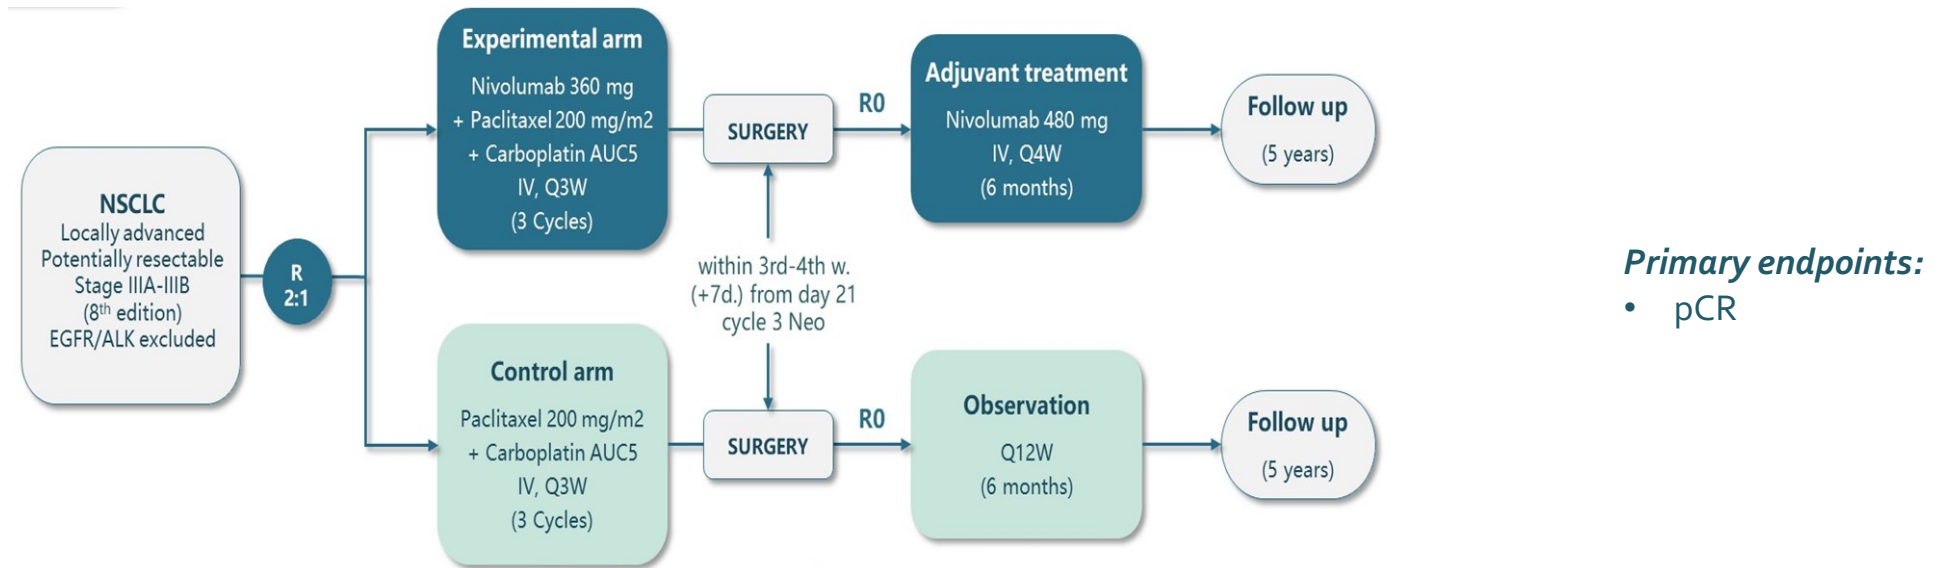 NSCLC
Locally advanced
Potentially resectable
Stage IIIA-IIIB
(8th edition)
EGFR/ALK excluded
R
2:1
Experimental arm
Nivolumab 360 mg
+ Paclitaxel 200 mg/m2
+ Carboplatin AUC5
IV, Q3W
(3 Cycles)
SURGERY
R0
Adjuvant treatment
Nivolumab 480 mg
IV, Q4W
(6 months)
Follow up
(5 years)
within 3rd-4th w.
(+7d.) from day 21
cycle 3 Neo
Control arm
Paclitaxel 200 mg/m2
+ Carboplatin AUC5
IV, Q3W
(3 Cycles)
SURGERY
R0
Observation
Q12W
(6 months)
Follow up
(5 years)
Primary endpoints:
• pCR